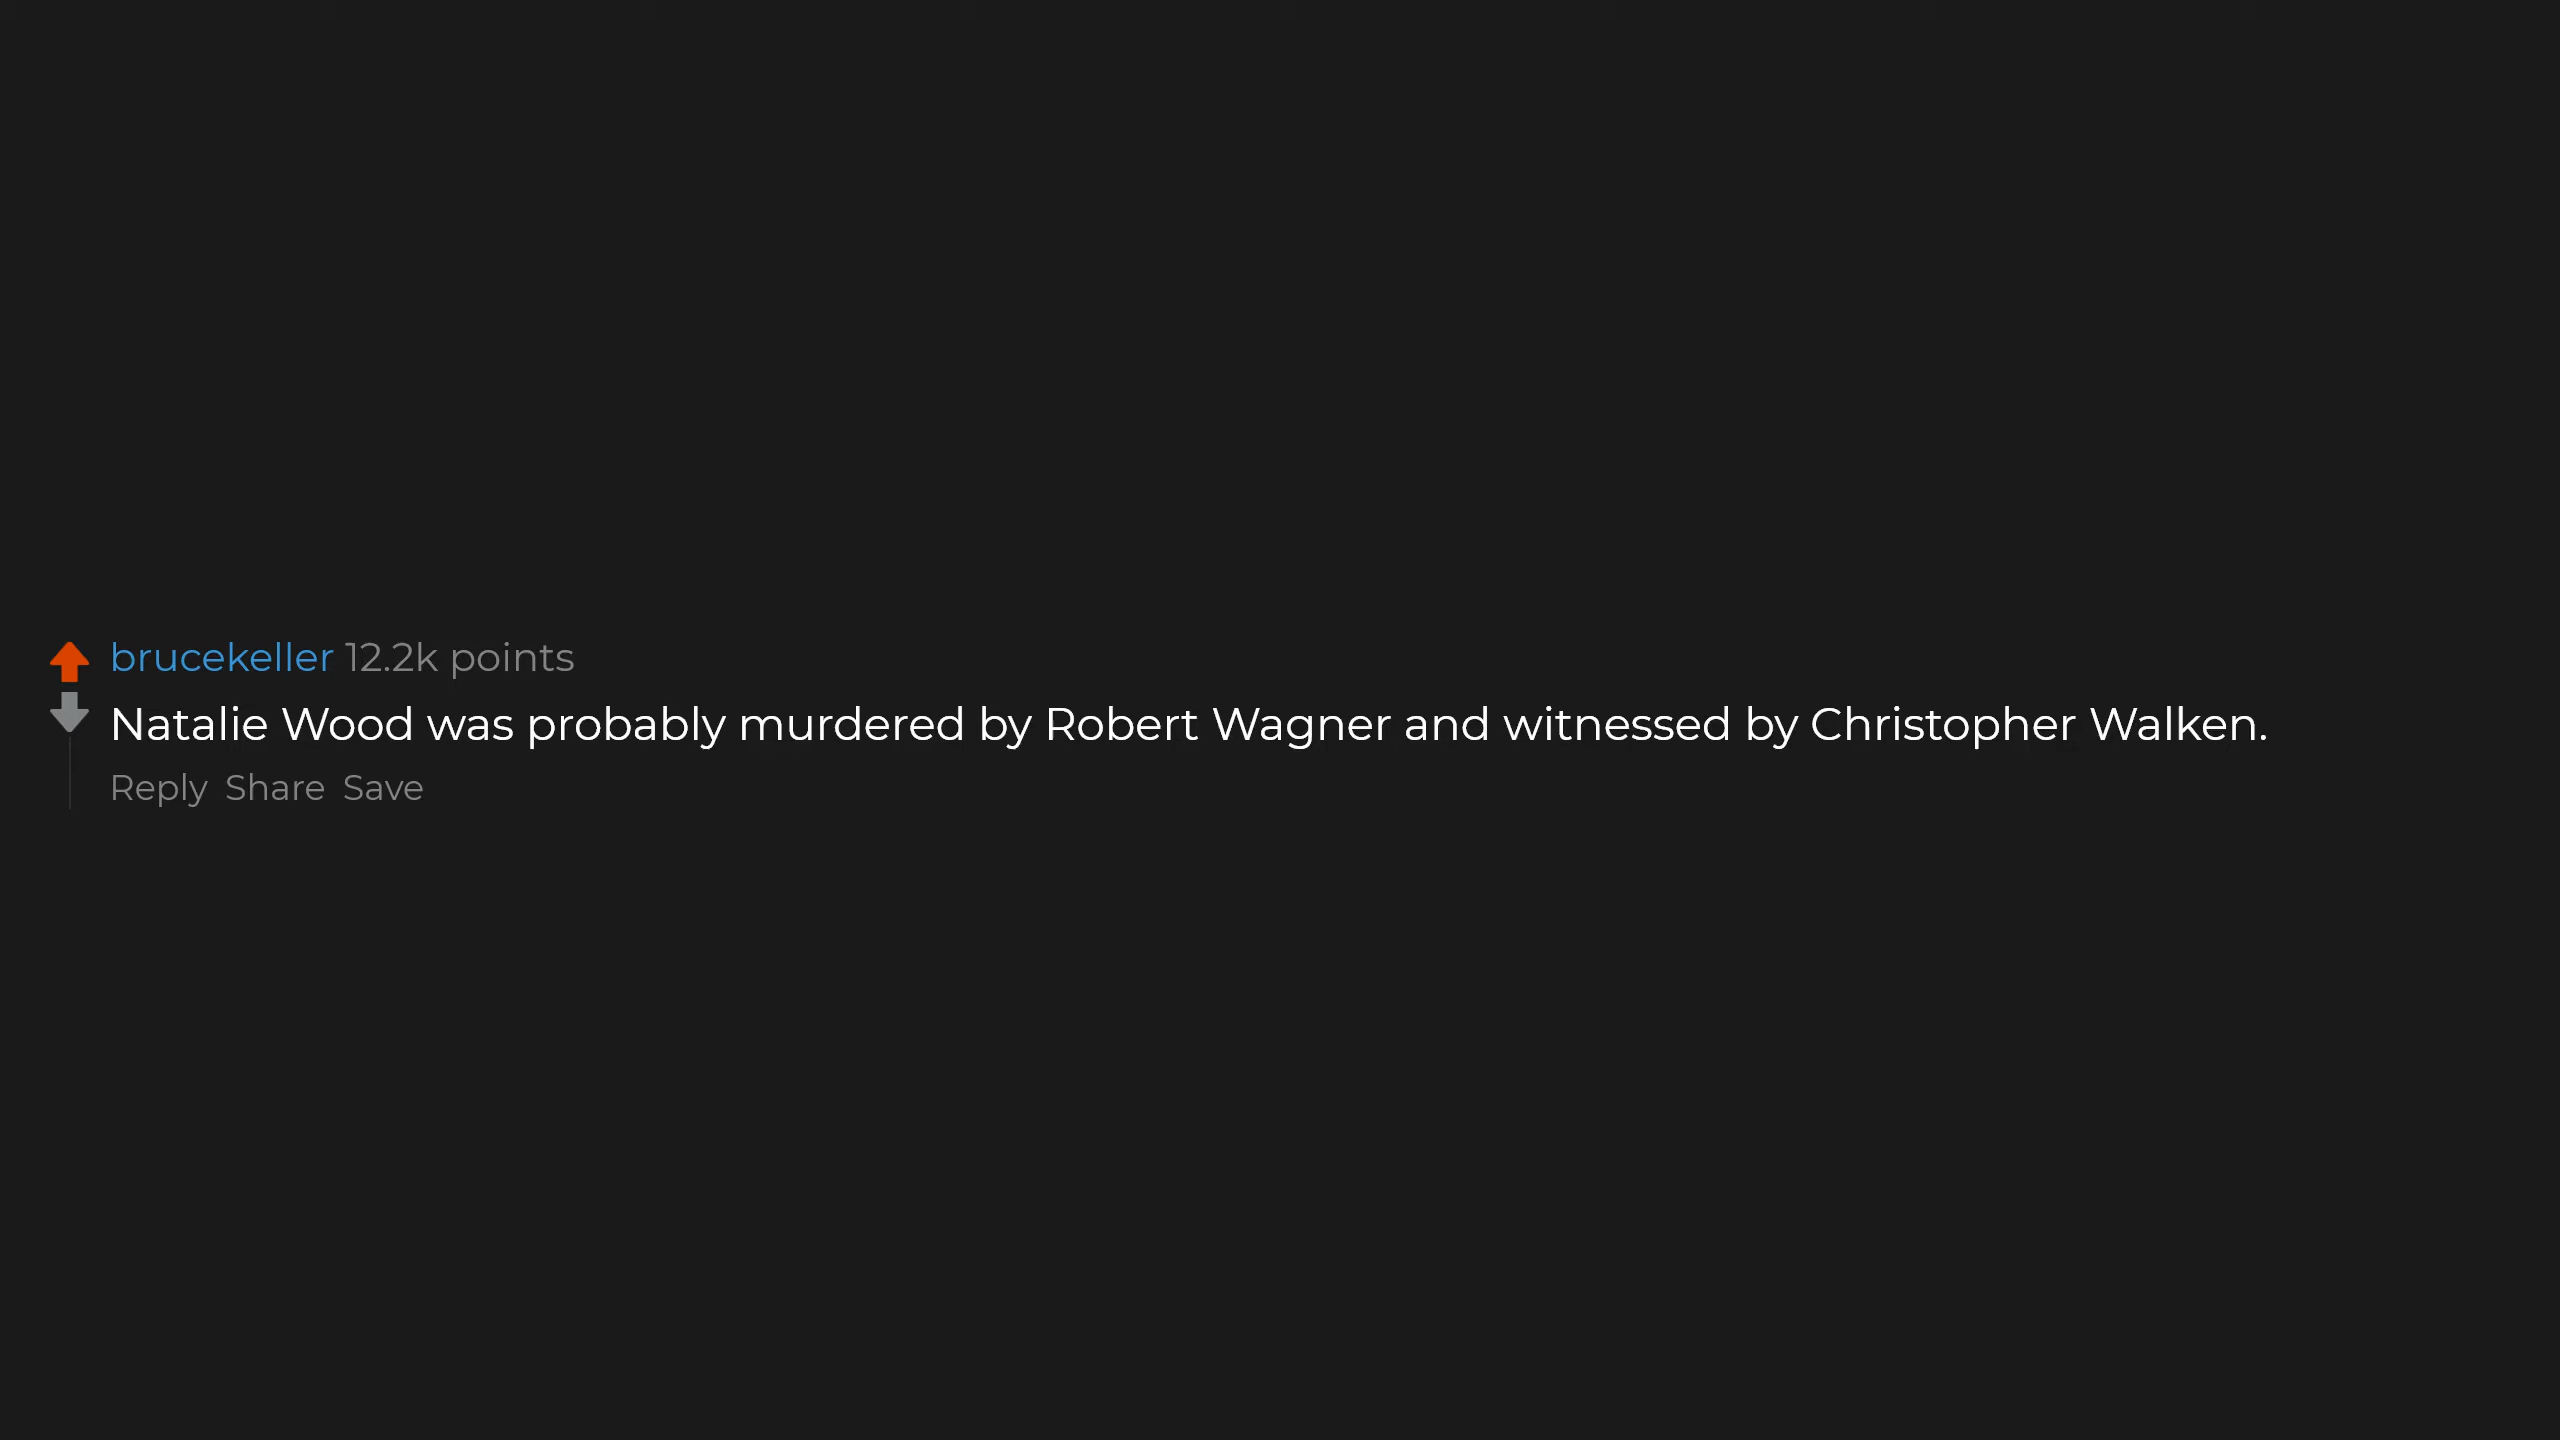 brucekeller 12.2k points
Natalie Wood was probably murdered by Robert Wagner and witnessed by Christopher Walken.
Reply Share Save